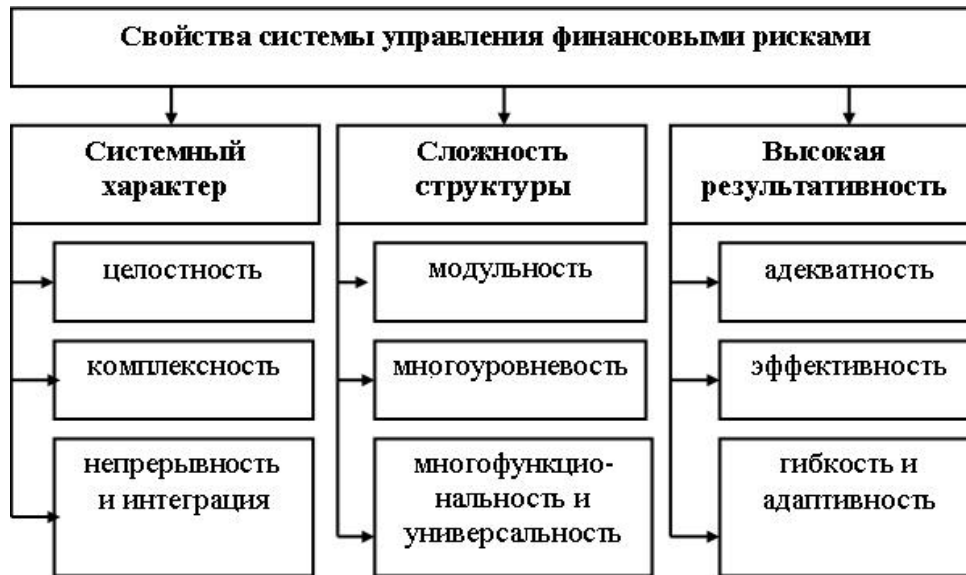 Свойства системы управления финансовыми рисками
Системный
характер
целостность
комплексность
непрерывность
и интеграция
Сложность
структуры
модульность
многоуровневость
многофункцио-
нальность и
универсальность
Высокая
результативность
адекватность
эффективность
гибкость и
адаптивность